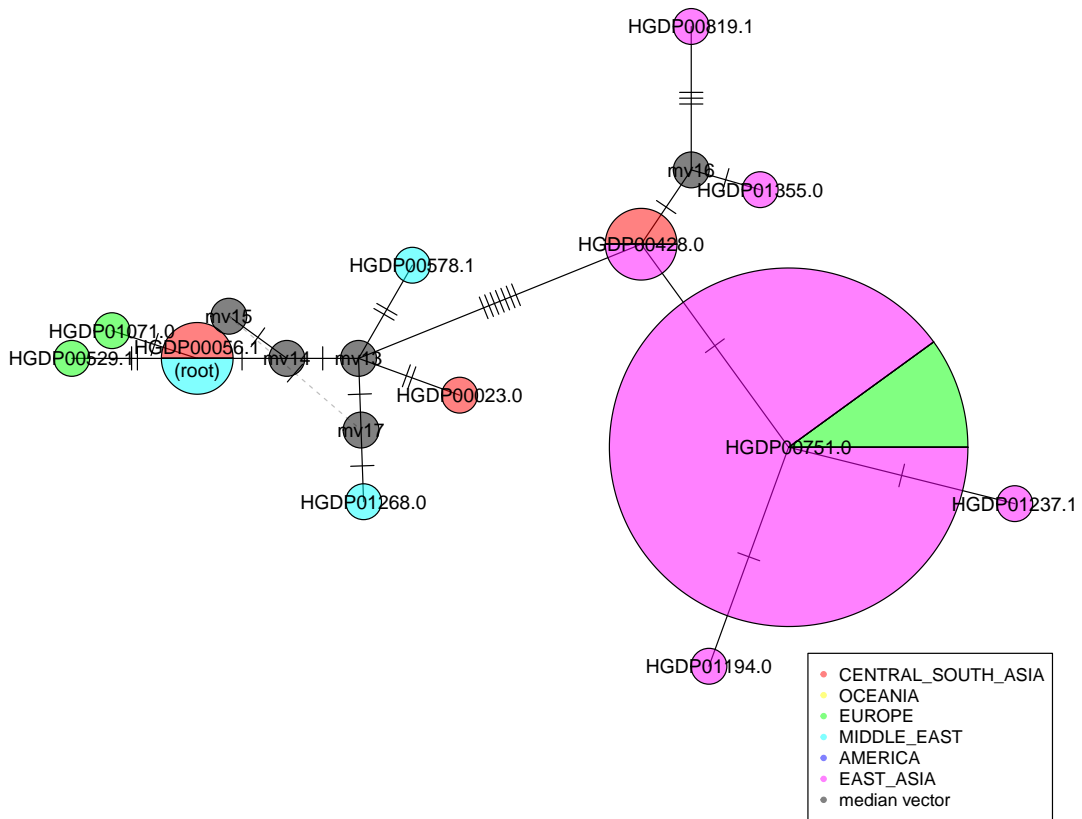 HGDP00819.1
mv16
HGDP01355.0
HGDP00428.0
HGDP00578.1
mv15
HGDP01071.0
HGDP00056.1
(root)
HGDP00529.1
mv14
mv13
HGDP00023.0
mv17
HGDP00751.0
HGDP01268.0
HGDP01237.1
HGDP01194.0
CENTRAL_SOUTH_ASIA
OCEANIA
EUROPE
MIDDLE_EAST
AMERICA
EAST_ASIA
median vector